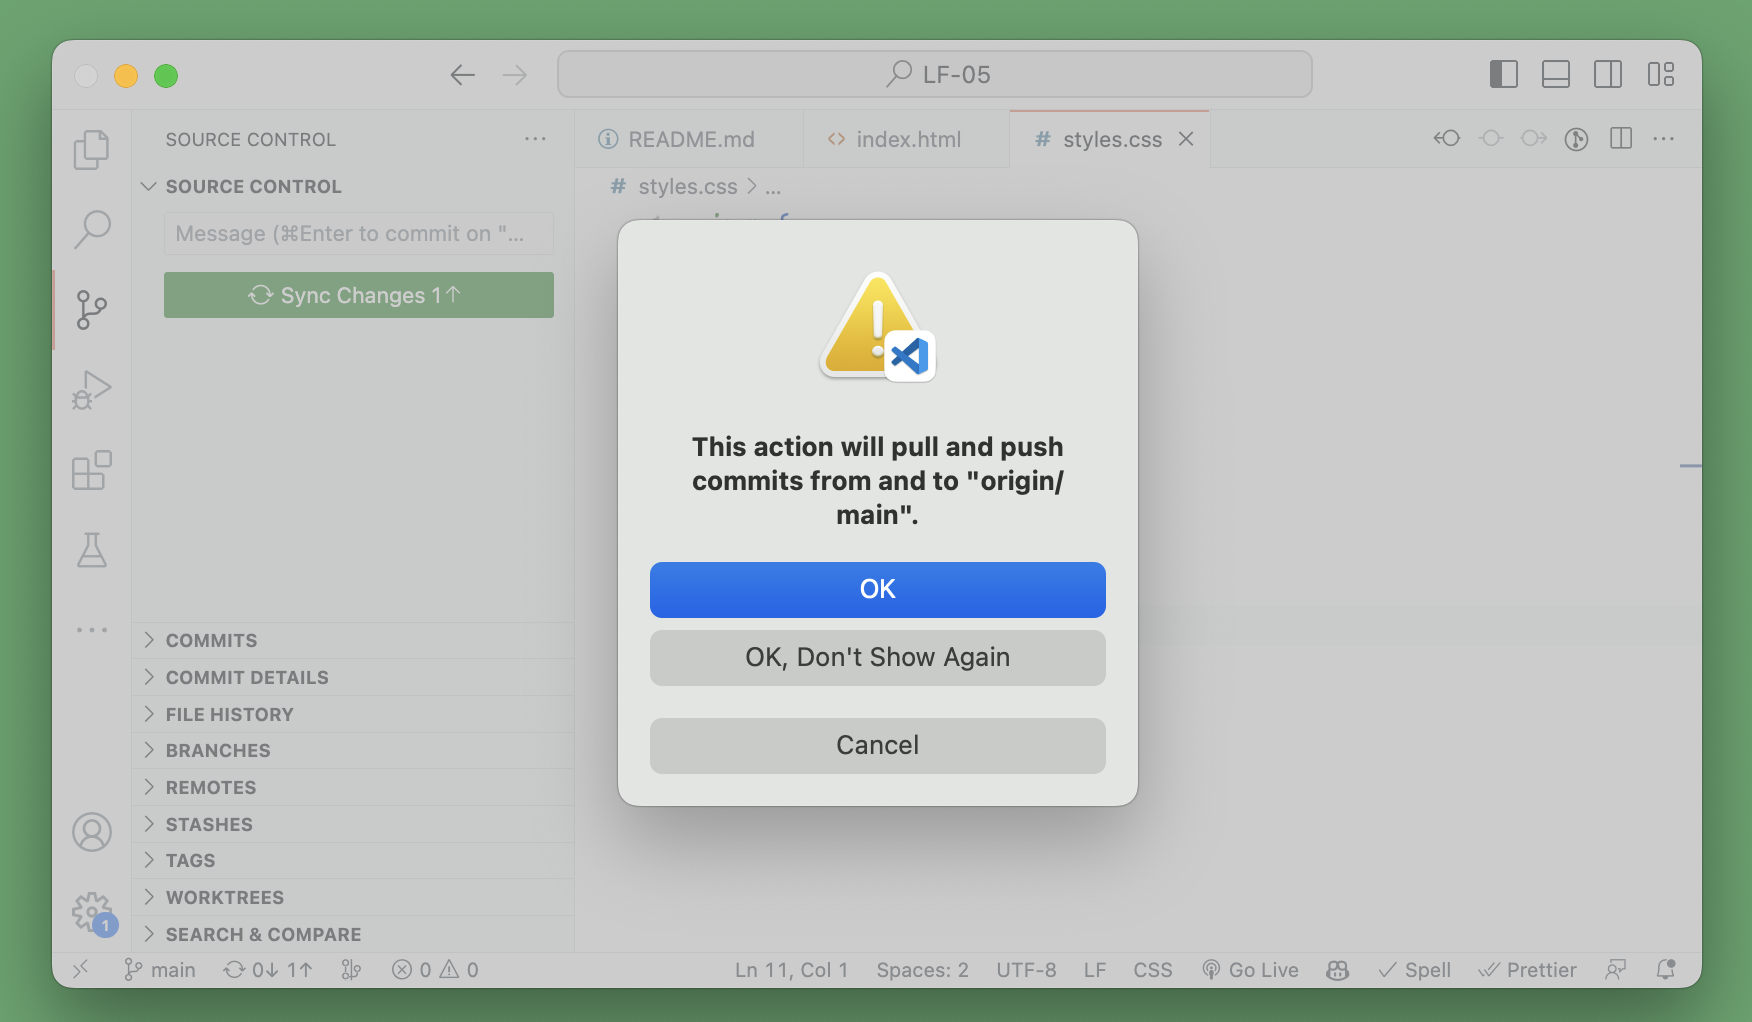 LF-05
SOURCE CONTROL
README.md
index.html
# styles.css
SOURCE CONTROL
# styles.css > ...
Message (⌘Enter to commit on "...
Sync Changes 1↑
This action will pull and push
commits from and to "origin/
main".
OK
OK, Don't Show Again
Cancel
COMMITS
COMMIT DETAILS
FILE HISTORY
BRANCHES
REMOTES
STASHES
TAGS
WORKTREES
1
SEARCH & COMPARE
main 0↓ 1↑ 0 0 Ln 11, Col 1 Spaces: 2 UTF-8 LF CSS Go Live Spell Prettier